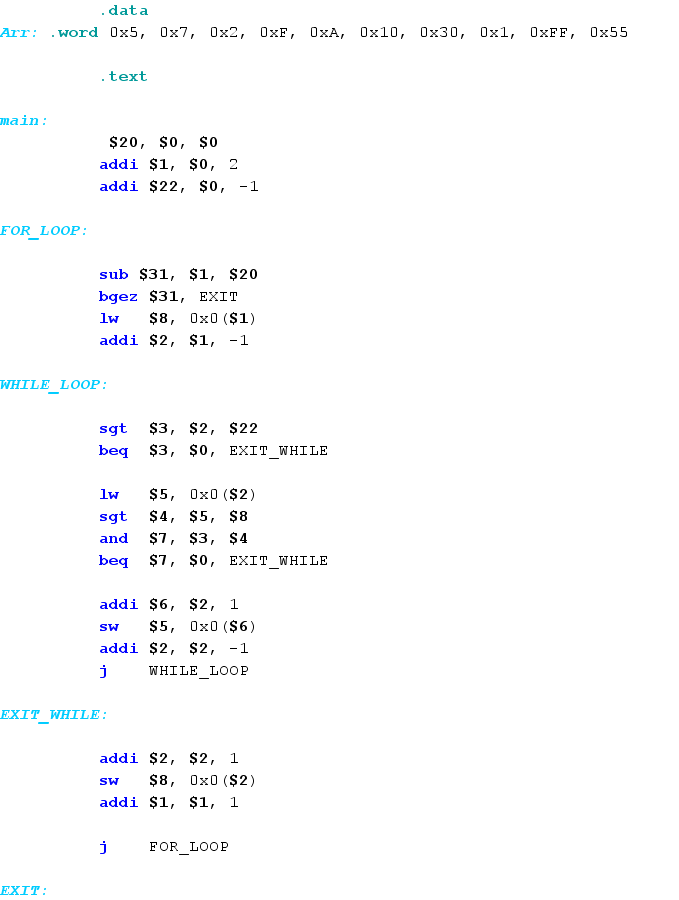 .data
Arr: .word 0x5, 0x7, 0x2, 0xF, 0xA, 0x10, 0x30, 0x1, 0xFF, 0x55
.text
main:
$20, $0, $0
addi $1, $0, 2
addi $22, $0, -1
FOR_LOOP:
sub $31, $1, $20
bgez $31, EXIT
lw $8, 0x0($1)
addi $2, $1, -1
WHILE_LOOP:
sgt $3, $2, $22
beq $3, $0, EXIT_WHILE
lw $5, 0x0($2)
sgt $4, $5, $8
and $7, $3, $4
beq $7, $0, EXIT_WHILE
addi $6, $2, 1
sw $5, 0x0($6)
addi $2, $2, -1
j WHILE_LOOP
EXIT_WHILE:
addi $2, $2, 1
sw $8, 0x0($2)
addi $1, $1, 1
j FOR_LOOP
EXIT: